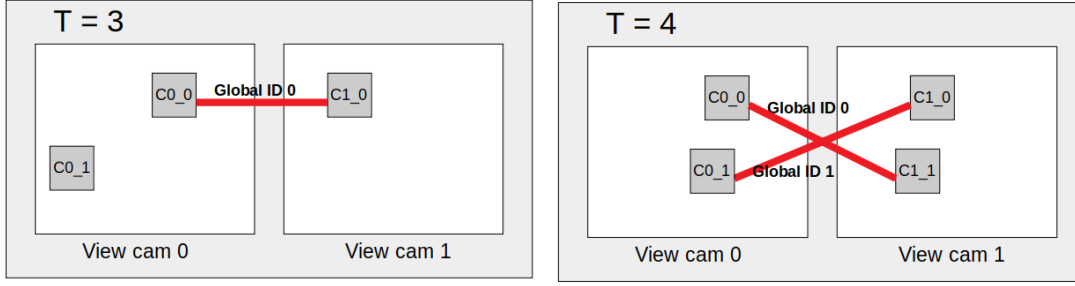 T = 3
C0_0
Global ID 0
C1_0
C0_1
View cam 0
View cam 1
T = 4
C0_0
Global ID 0
C1_0
C0_1
Global ID 1
C1_1
View cam 0
View cam 1